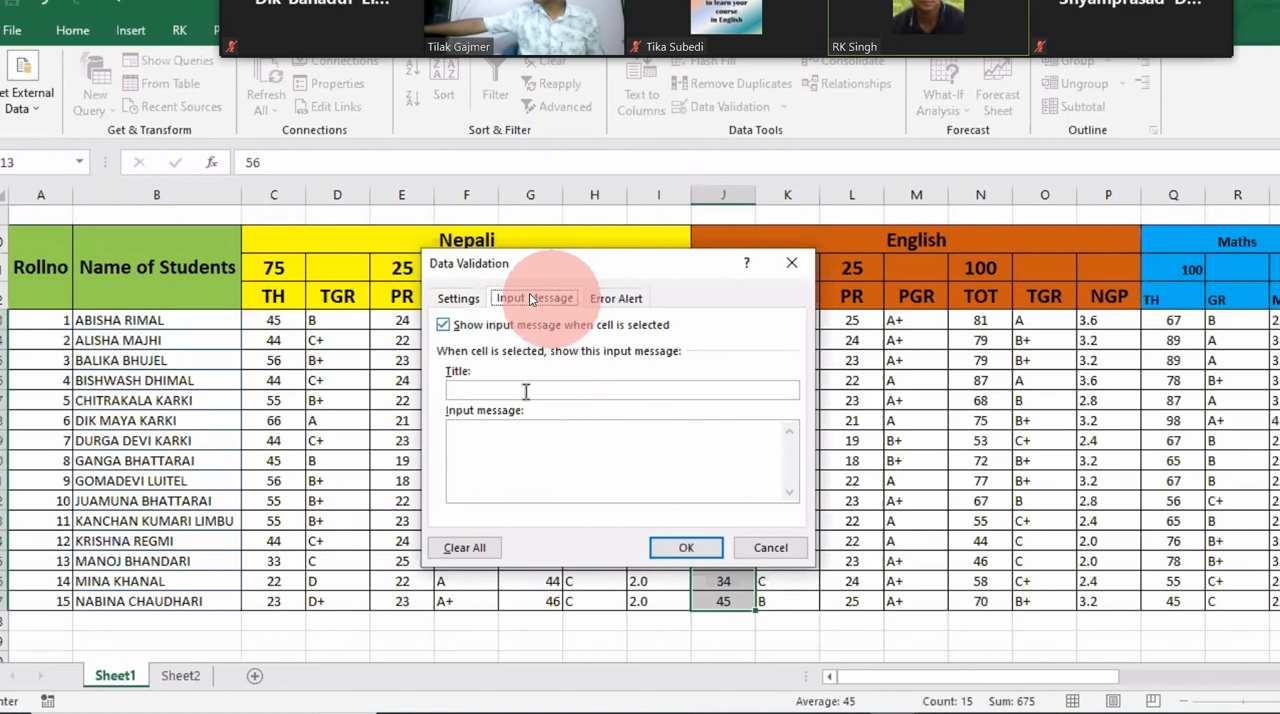 to learn your
course
in English
Tilak Gajmer
Tika Subedi
RK Singh
File Home Insert RK
Show Queries
From Table
Recent Sources
New
Query
Get & Transform
Data
Refresh
All
Connections
Properties
Edit Links
Connections
Sort
Filter
Clear
Reapply
Advanced
Sort & Filter
Text to
Columns
Flash Fill
Remove Duplicates
Data Validation
Consolidate
Relationships
Data Tools
What-If
Analysis
Forecast
Sheet
Forecast
Group
Ungroup
Subtotal
Outline
13 fx 56
A B C D E F G H I J K L M N O P Q R
Rollno Name of Students Nepali English Maths
75 25 25 100 100
TH TGR PR PR PGR TOT TGR NGP TH GR
1 ABISHA RIMAL 45 B 24 25 A+ 81 A 3.6 67 B
2 ALISHA MAJHI 44 C+ 24 A+ 79 B+ 3.2 89 A
3 BALIKA BHUJEL 56 B+ 23 A+ 79 B+ 3.2 89 A
4 BISHWASH DHIMAL 44 C+ 24 22 A 87 A 3.6 78 B+
5 CHITRAKALA KARKI 55 B+ 22 A+ 68 B 2.8 87 A
6 DIK MAYA KARKI 66 A 21 21 A 75 B+ 3.2 98 A+
7 DURGA DEVI KARKI 44 C+ 19 B+ 53 C+ 2.4 67 B
8 GANGA BHATTARAI 45 B 19 18 B+ 72 B+ 3.2 56 C+
9 GOMADEVI LUITEL 56 B+ 18 22 A 77 B+ 3.2 67 B
10 JUAMUNA BHATTARAI 55 B+ 22 23 A+ 67 B 2.8 56 C+
11 KANCHAN KUMARI LIMBU 55 B+ 23 22 A 55 C+ 2.4 65 B
12 KRISHNA REGMI 44 C+ 23 22 A 44 C 2.0 67 B
13 MANOJ BHANDARI 33 C 25 23 A+ 46 C 2.0 78 B+
14 MINA KHANAL 22 D 22 A 44 C 2.0 34 C 24 A+ 58 C+ 2.4 55 C+
15 NABINA CHAUDHARI 23 D+ 23 A+ 46 C 2.0 45 B 25 A+ 70 B+ 3.2 45 C
Data Validation
?
Settings Input Message Error Alert
Show input message when cell is selected
When cell is selected, show this input message:
Title:
Input message:
Clear All OK Cancel
Sheet1 Sheet2
Average: 45 Count: 15 Sum: 675